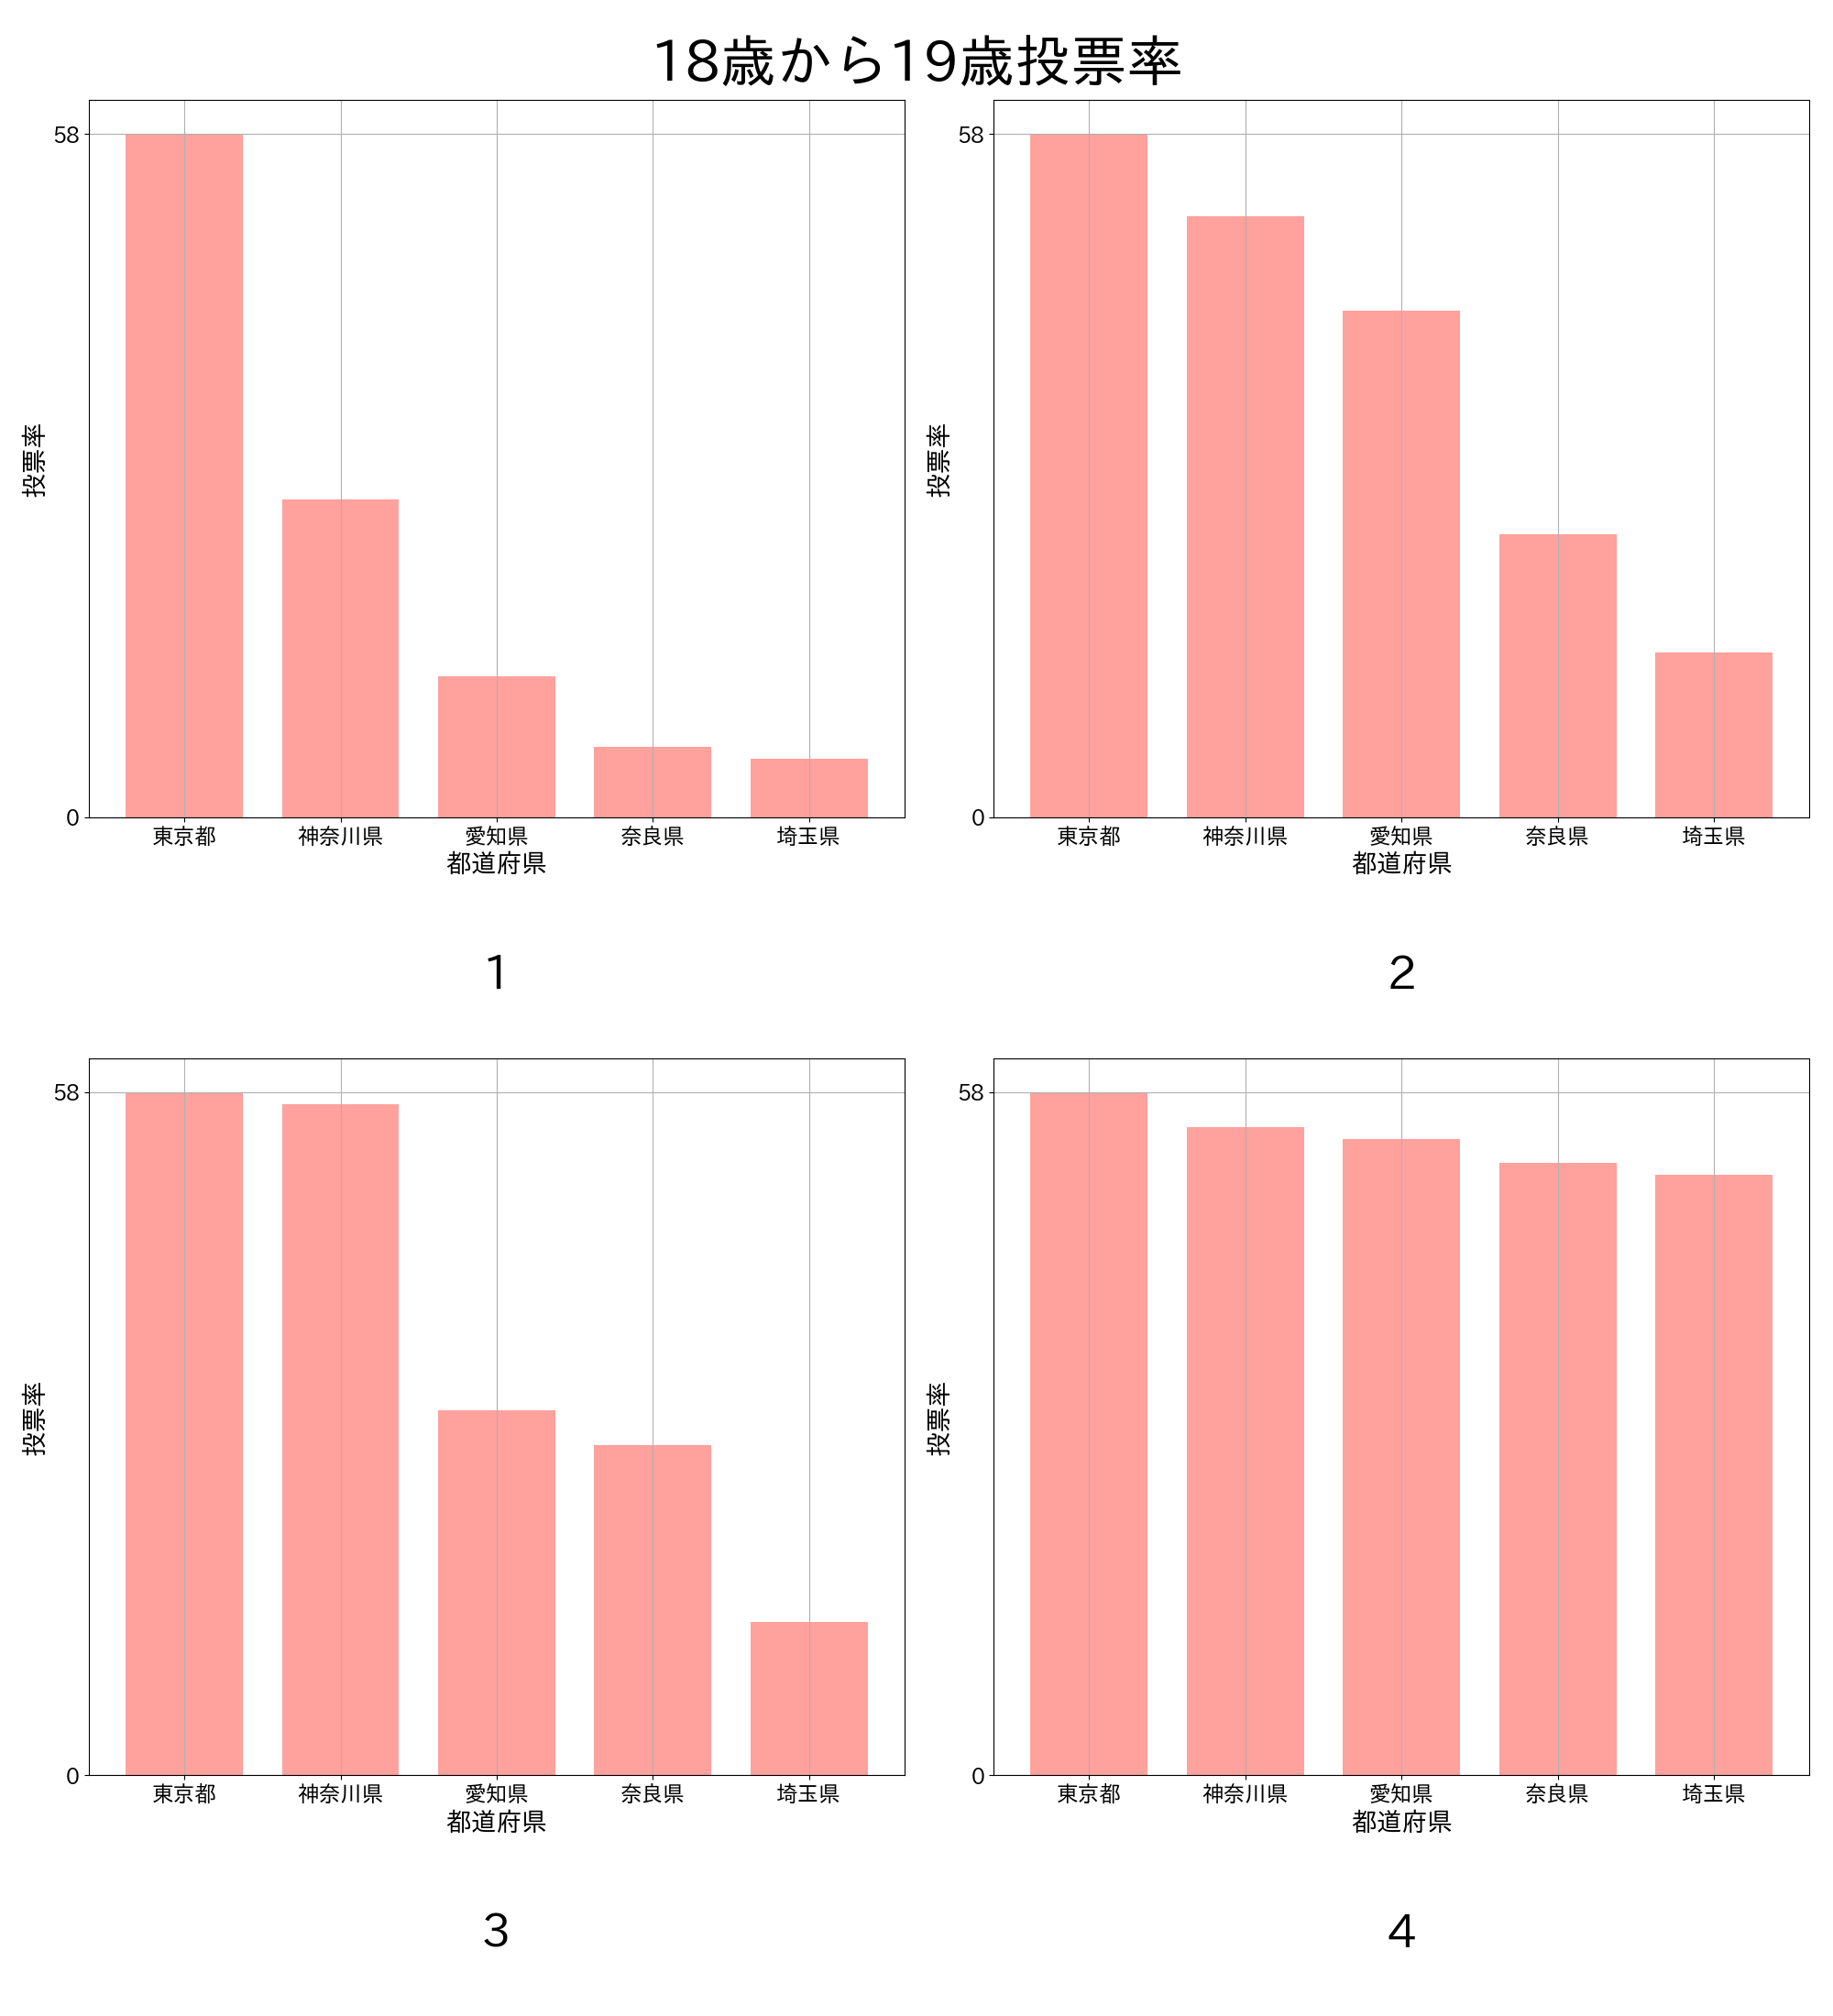 18歳から19歳投票率
58
0
投票率
東京都 神奈川県 愛知県 奈良県 埼玉県
都道府県
1
58
0
投票率
東京都 神奈川県 愛知県 奈良県 埼玉県
都道府県
2
58
0
投票率
東京都 神奈川県 愛知県 奈良県 埼玉県
都道府県
3
58
0
投票率
東京都 神奈川県 愛知県 奈良県 埼玉県
都道府県
4